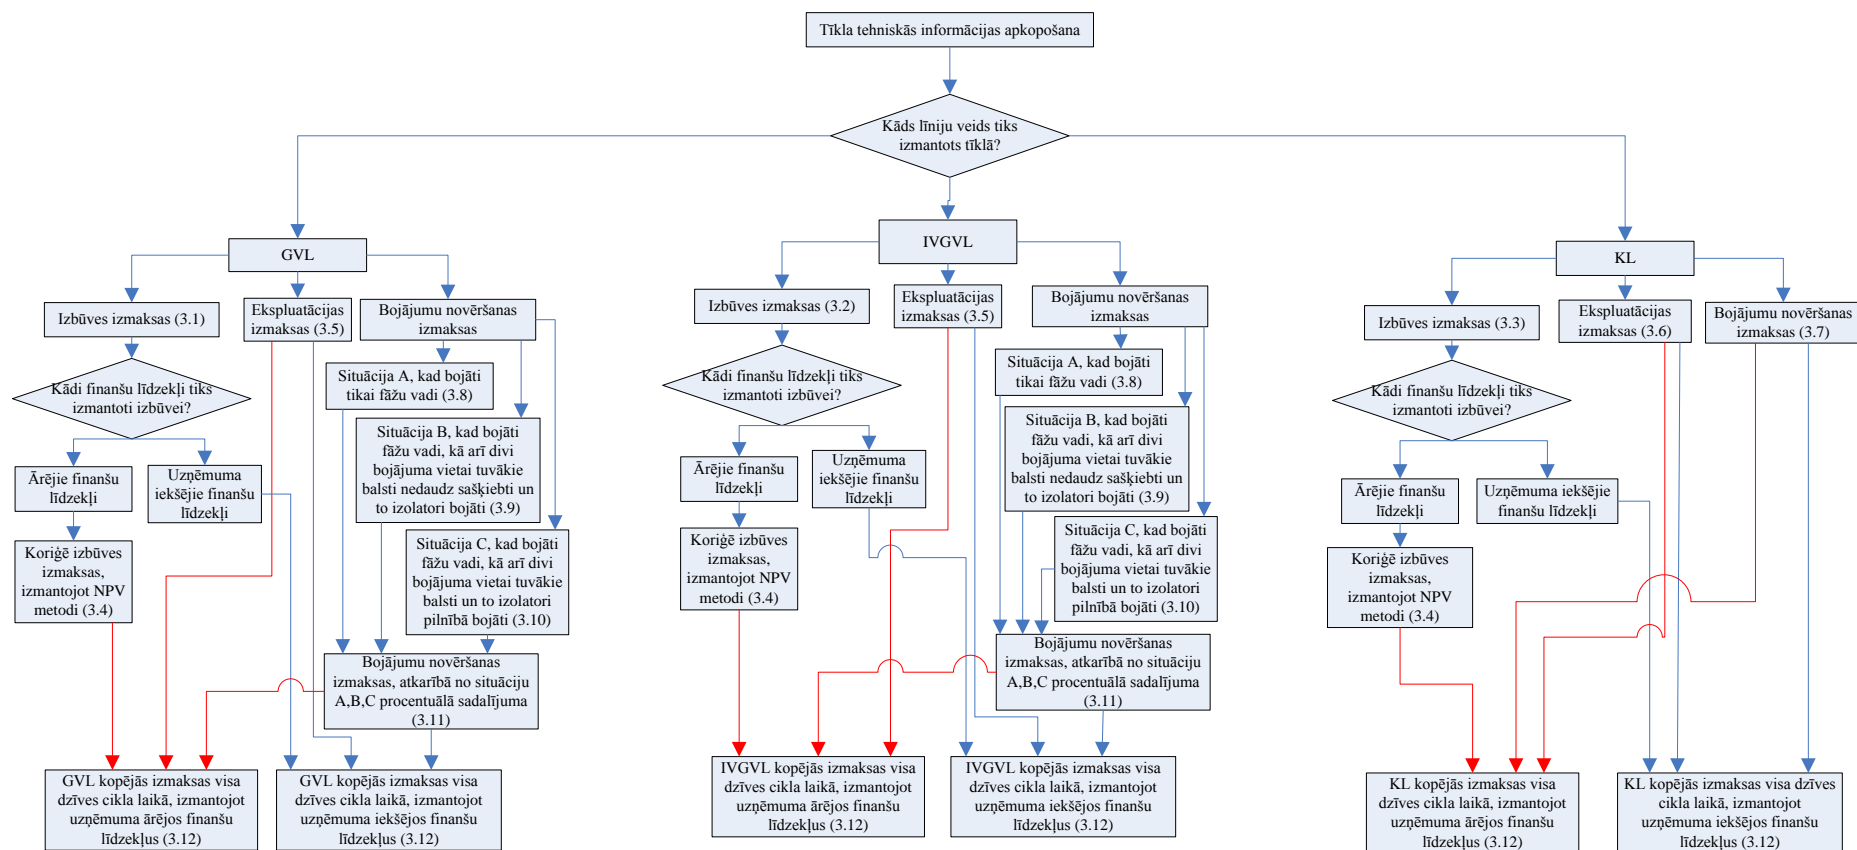 Tīkla tehniskās informācijas apkopošana
Kāds līniju veids tiks
izmantots tīklā?
GVL
Izbūves izmaksas (3.1)
Ekspluatācijas
izmaksas (3.5)
Bojājumu novēršanas
izmaksas
Kādi finanšu līdzekļi tiks
izmantoti izbūvei?
Situācija A, kad bojāti
tikai fāžu vadi (3.8)
Situācija B, kad bojāti
fāžu vadi, kā arī divi
bojājuma vietai tuvākie
balsti nedaudz sašķiebti un
to izolatori bojāti (3.9)
Ārējie finanšu
līdzekļi
Uzņēmuma
iekšējie finanšu
līdzekļi
Koriģē izbūves
izmaksas,
izmantojot NPV
metodi (3.4)
Situācija C, kad bojāti
fāžu vadi, kā arī divi
bojājuma vietai tuvākie
balsti un to izolatori
pilnībā bojāti (3.10)
Bojājumu novēršanas
izmaksas, atkarībā no situāciju
A,B,C procentuālā sadalījuma
(3.11)
GVL kopējās izmaksas visa
dzīves cikla laikā, izmantojot
uzņēmuma ārējos finanšu
līdzekļus (3.12)
GVL kopējās izmaksas visa
dzīves cikla laikā, izmantojot
uzņēmuma iekšējos finanšu
līdzekļus (3.12)
IVGVL
Izbūves izmaksas (3.2)
Ekspluatācijas
izmaksas (3.5)
Bojājumu novēršanas
izmaksas
Kādi finanšu līdzekļi tiks
izmantoti izbūvei?
Situācija A, kad bojāti
tikai fāžu vadi (3.8)
Situācija B, kad bojāti
fāžu vadi, kā arī divi
bojājuma vietai tuvākie
balsti nedaudz sašķiebti un
to izolatori bojāti (3.9)
Ārējie finanšu
līdzekļi
Uzņēmuma
iekšējie finanšu
līdzekļi
Koriģē izbūves
izmaksas,
izmantojot NPV
metodi (3.4)
Situācija C, kad bojāti
fāžu vadi, kā arī divi
bojājuma vietai tuvākie
balsti un to izolatori
pilnībā bojāti (3.10)
Bojājumu novēršanas
izmaksas, atkarībā no situāciju
A,B,C procentuālā sadalījuma
(3.11)
IVGVL kopējās izmaksas visa
dzīves cikla laikā, izmantojot
uzņēmuma ārējos finanšu
līdzekļus (3.12)
IVGVL kopējās izmaksas visa
dzīves cikla laikā, izmantojot
uzņēmuma iekšējos finanšu
līdzekļus (3.12)
KL
Izbūves izmaksas (3.3)
Ekspluatācijas
izmaksas (3.6)
Bojājumu novēršanas
izmaksas (3.7)
Kādi finanšu līdzekļi tiks
izmantoti izbūvei?
Ārējie finanšu
līdzekļi
Uzņēmuma iekšējie
finanšu līdzekļi
Koriģē izbūves
izmaksas,
izmantojot NPV
metodi (3.4)
KL kopējās izmaksas visa
dzīves cikla laikā, izmantojot
uzņēmuma ārējos finanšu
līdzekļus (3.12)
KL kopējās izmaksas visa dzīves
cikla laikā, izmantojot
uzņēmuma iekšējos finanšu
līdzekļus (3.12)